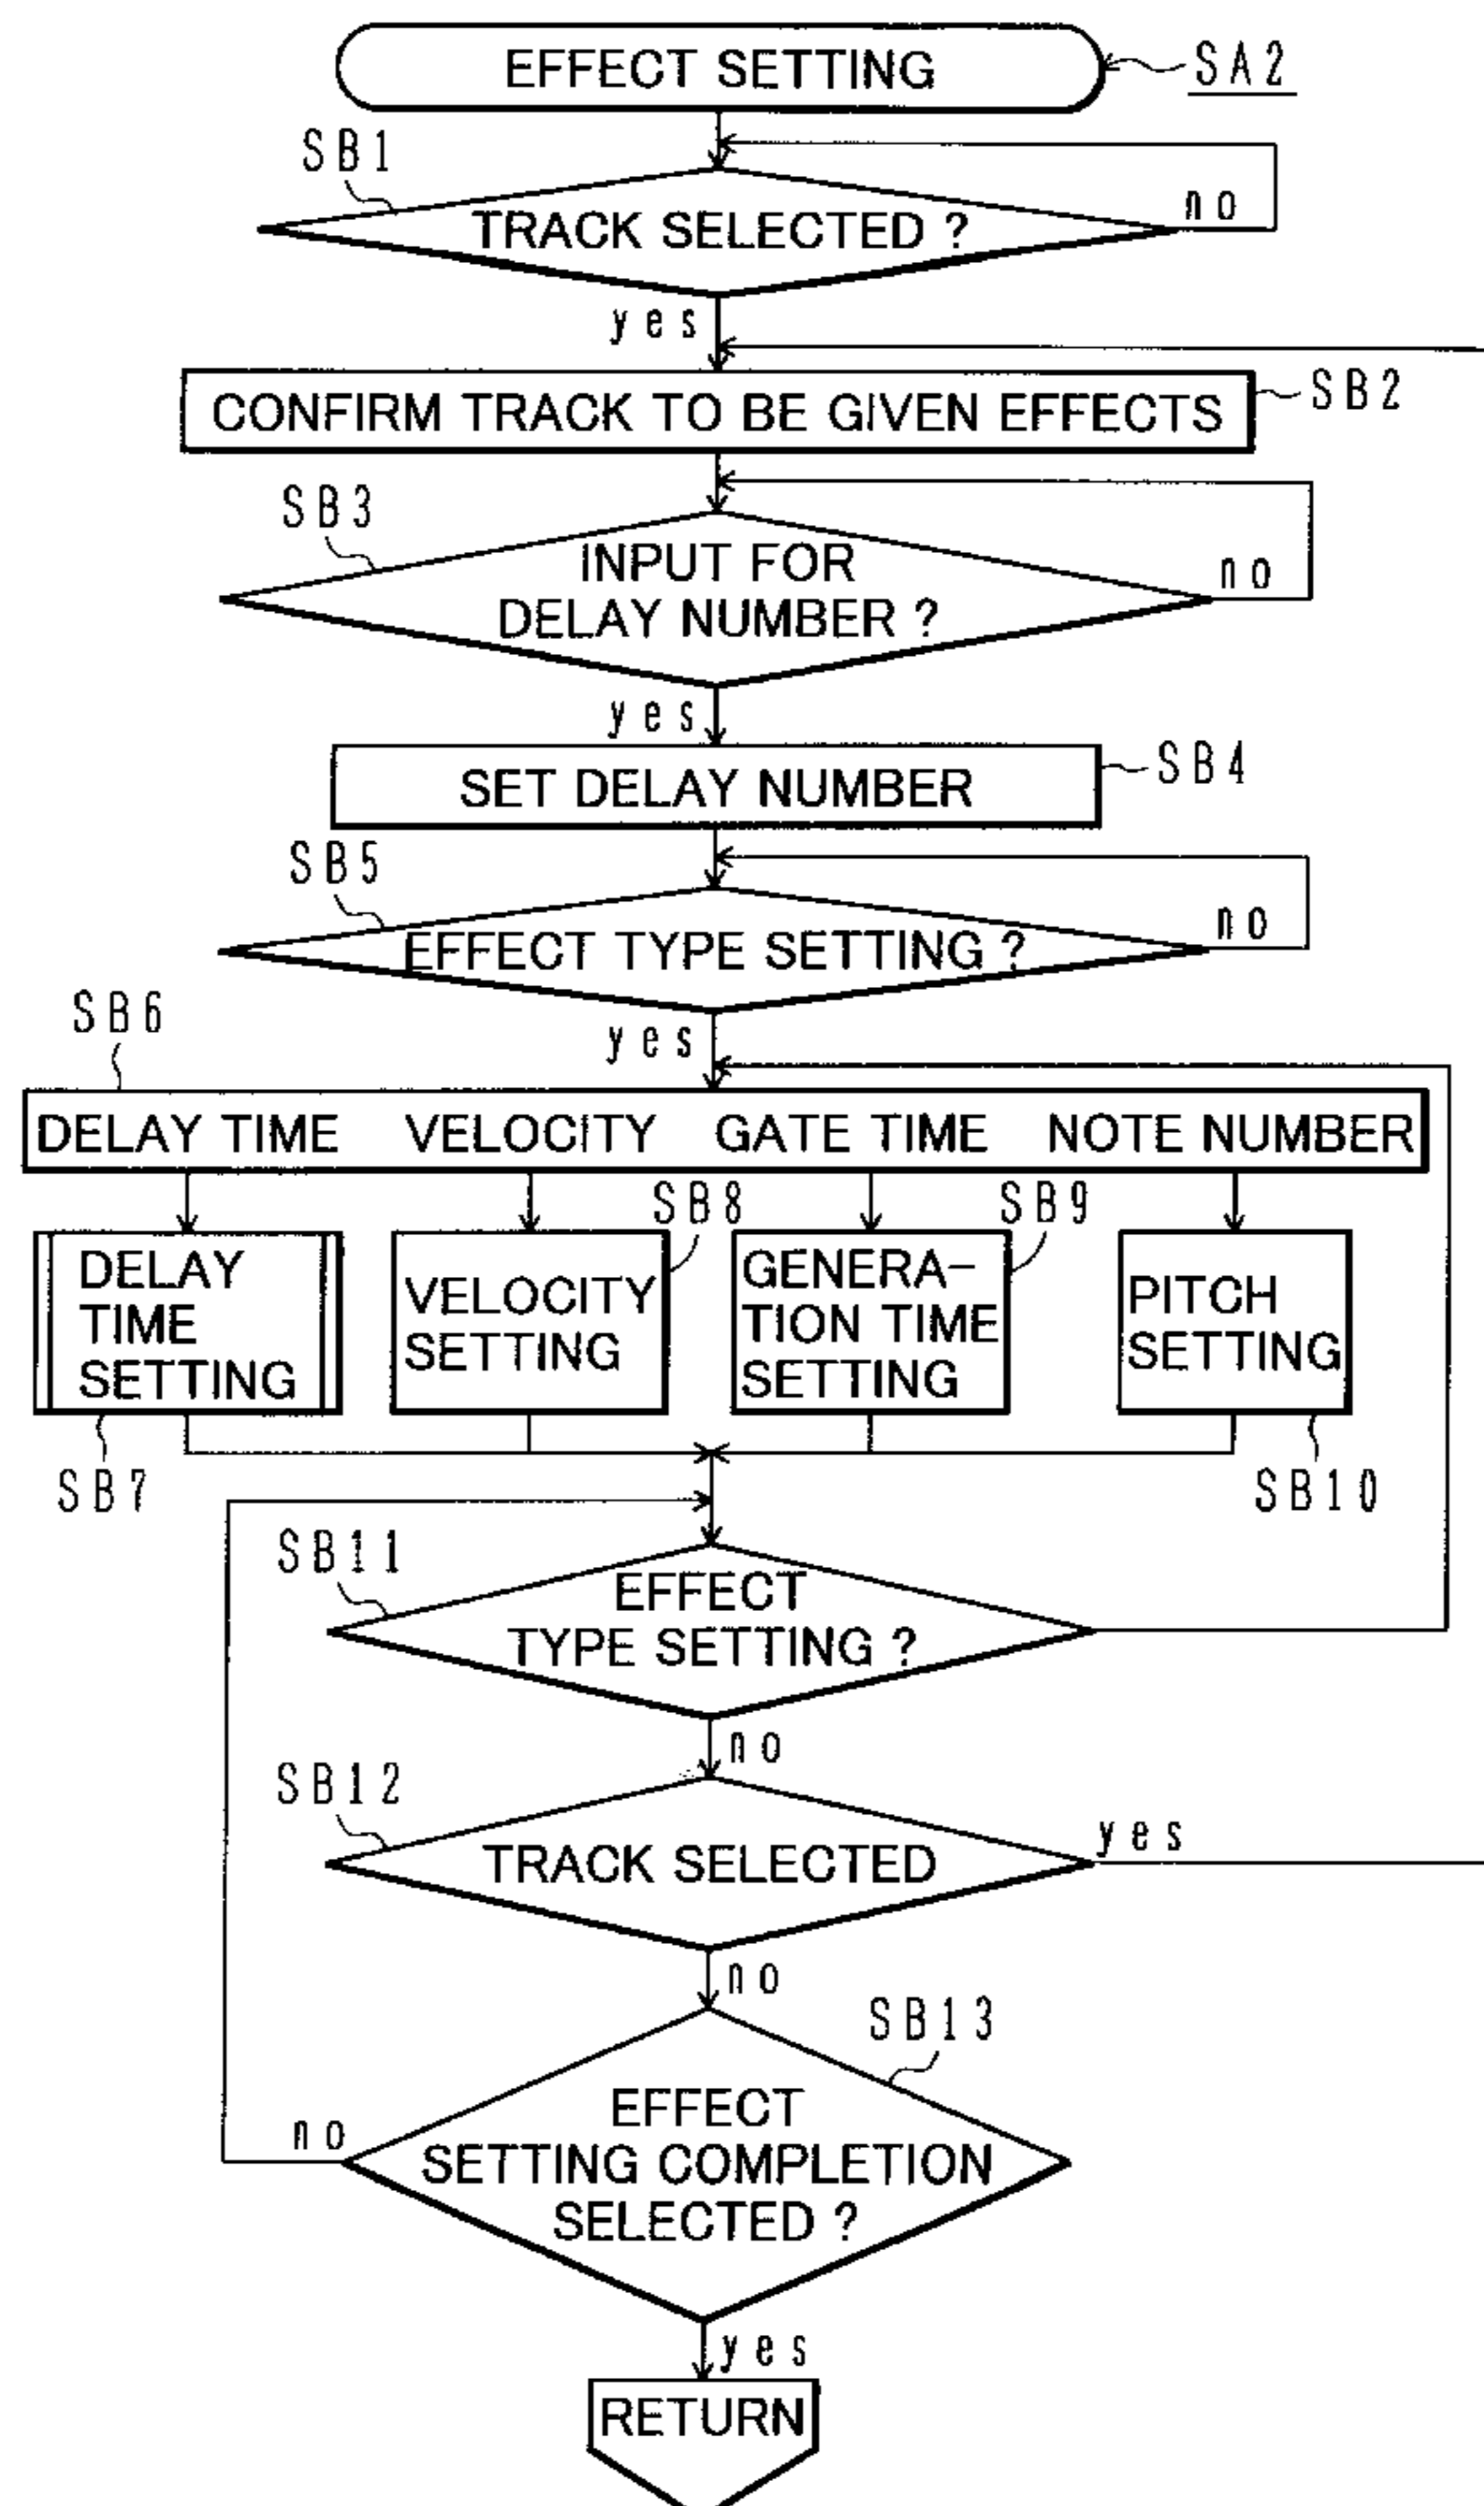 EFFECT SETTING
SA2
SB1
TRACK SELECTED ?
no
yes
CONFIRM TRACK TO BE GIVEN EFFECTS
SB2
SB3
INPUT FOR
DELAY NUMBER ?
no
yes
SET DELAY NUMBER
SB4
SB5
EFFECT TYPE SETTING ?
no
yes
SB6
DELAY TIME VELOCITY GATE TIME NOTE NUMBER
DELAY
TIME
SETTING
SB7
VELOCITY
SETTING
SB8
GENERA-
TION TIME
SETTING
SB9
PITCH
SETTING
SB10
SB11
EFFECT
TYPE SETTING ?
no
SB12
TRACK SELECTED
yes
no
SB13
EFFECT
SETTING COMPLETION
SELECTED ?
no
yes
RETURN